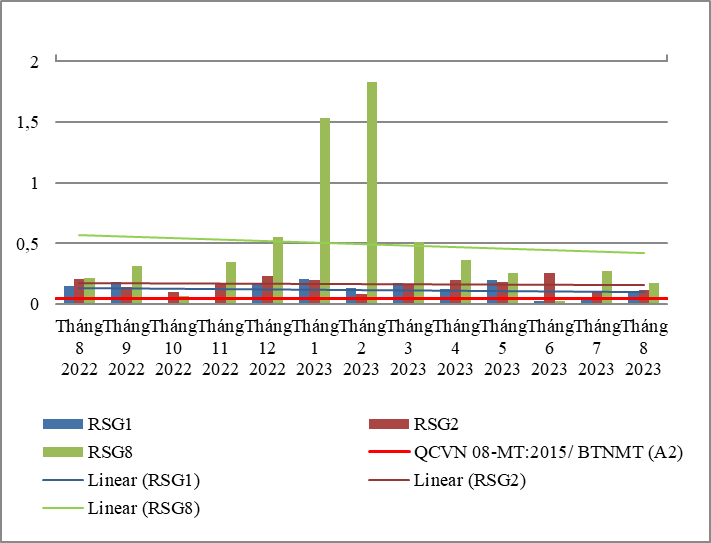 2
1,5
1
0,5
0
Tháng Tháng Tháng Tháng Tháng Tháng Tháng Tháng Tháng Tháng Tháng Tháng Tháng
8 9 10 11 12 1 2 3 4 5 6 7 8
2022 2022 2022 2022 2022 2023 2023 2023 2023 2023 2023 2023 2023
RSG1 RSG2
RSG8 QCVN 08-MT:2015/ BTNMT (A2)
Linear (RSG1) Linear (RSG2)
Linear (RSG8)